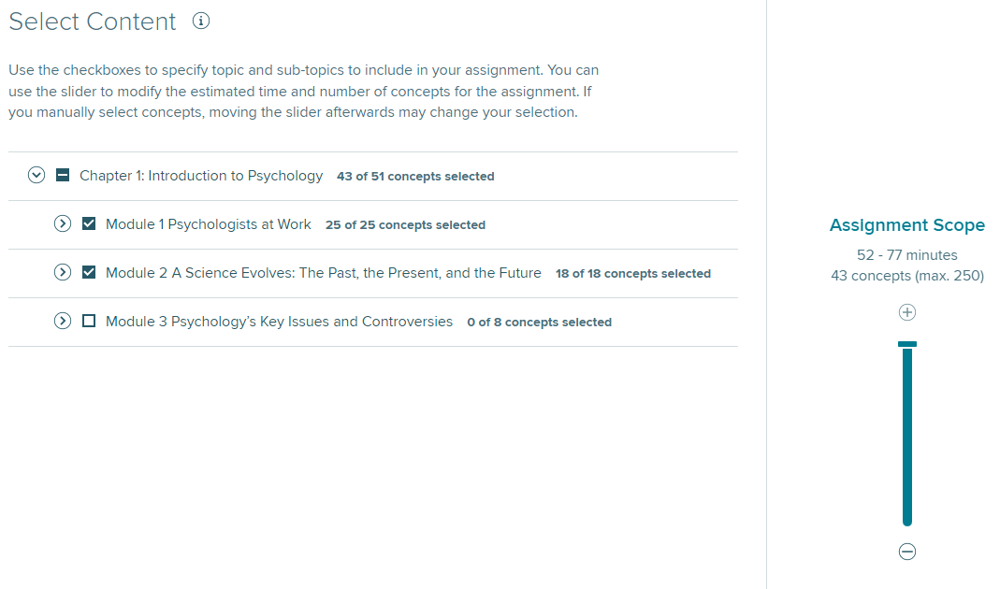 Select Content
Use the checkboxes to specify topic and sub-topics to include in your assignment. You can
use the slider to modify the estimated time and number of concepts for the assignment. If
you manually select concepts, moving the slider afterwards may change your selection.
Chapter 1: Introduction to Psychology 43 of 51 concepts selected
Module 1 Psychologists at Work 25 of 25 concepts selected
Module 2 A Science Evolves: The Past, the Present, and the Future 18 of 18 concepts selected
Module 3 Psychology’s Key Issues and Controversies 0 of 8 concepts selected
Assignment Scope
52 - 77 minutes
43 concepts (max. 250)